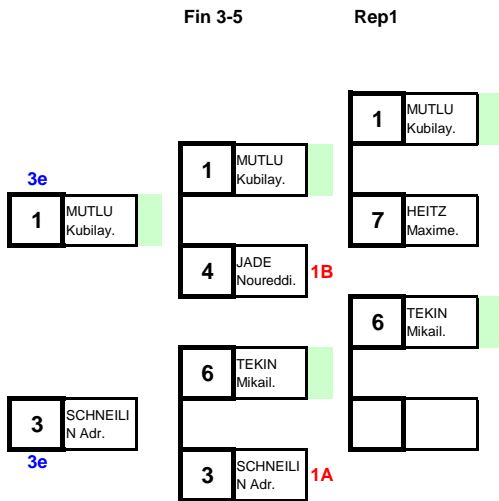 Fin 3-5
Rep1
1
MUTLU
Kubilay.
1
MUTLU
Kubilay.
3e
1
MUTLU
Kubilay.
7
HEITZ
Maxime.
4
JADE
Noureddi.
1B
6
TEKIN
Mikail.
6
TEKIN
Mikail.
3
SCHNEILI
N Adr.
3e
3
SCHNEILI
N Adr.
1A